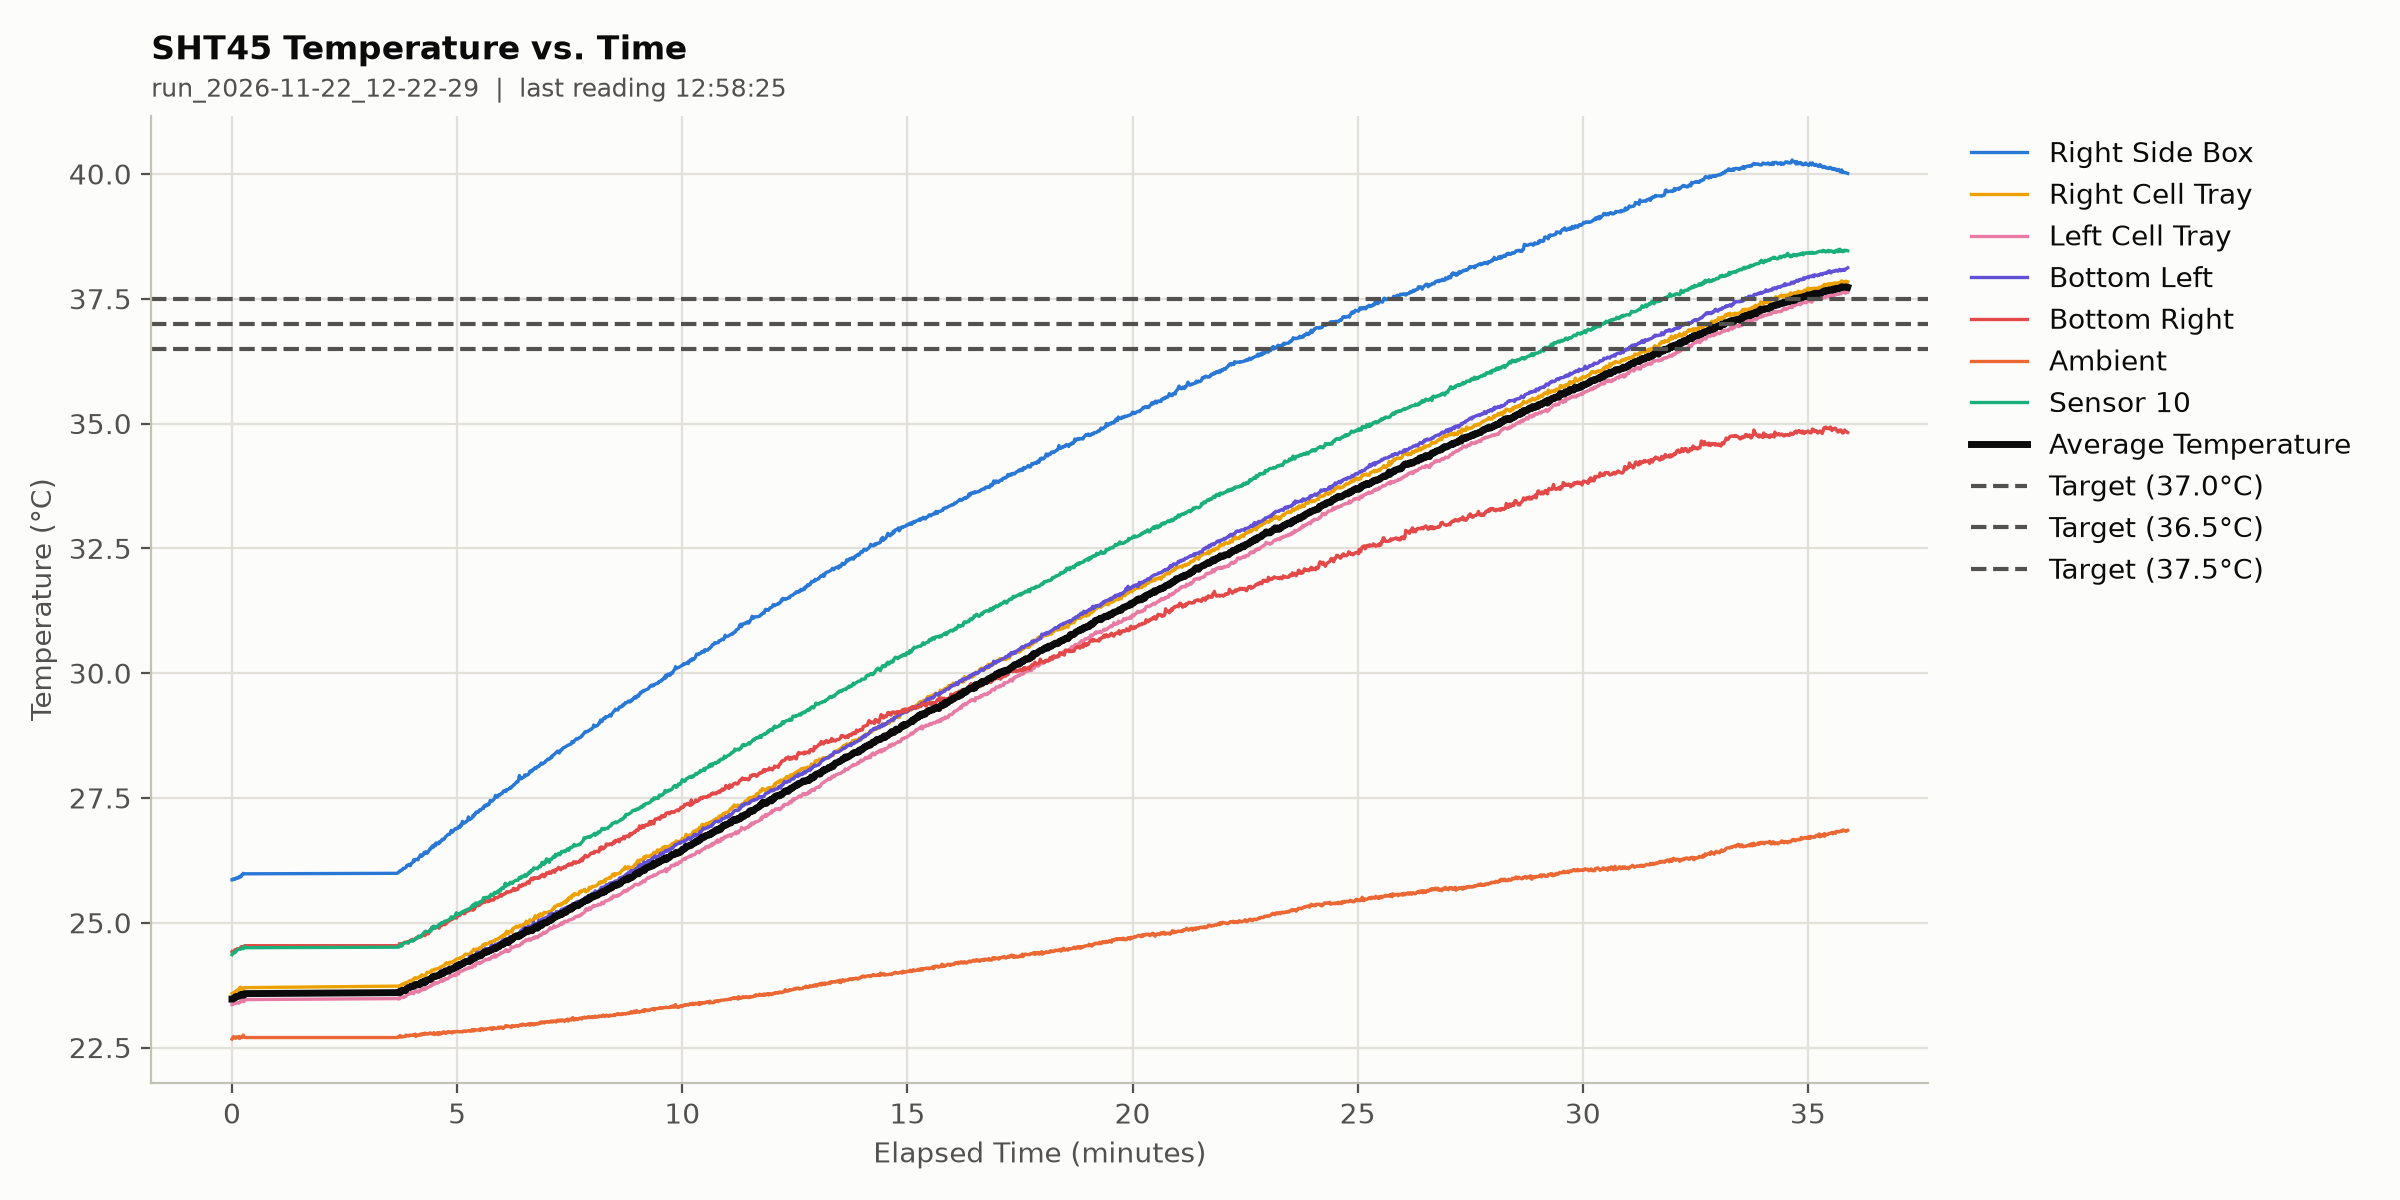 SHT45 Temperature vs. Time
run_2026-11-22_12-22-29 | last reading 12:58:25
Temperature (°C)
40.0
37.5
35.0
32.5
30.0
27.5
25.0
22.5
0 5 10 15 20 25 30 35
Elapsed Time (minutes)
Right Side Box
Right Cell Tray
Left Cell Tray
Bottom Left
Bottom Right
Ambient
Sensor 10
Average Temperature
Target (37.0°C)
Target (36.5°C)
Target (37.5°C)